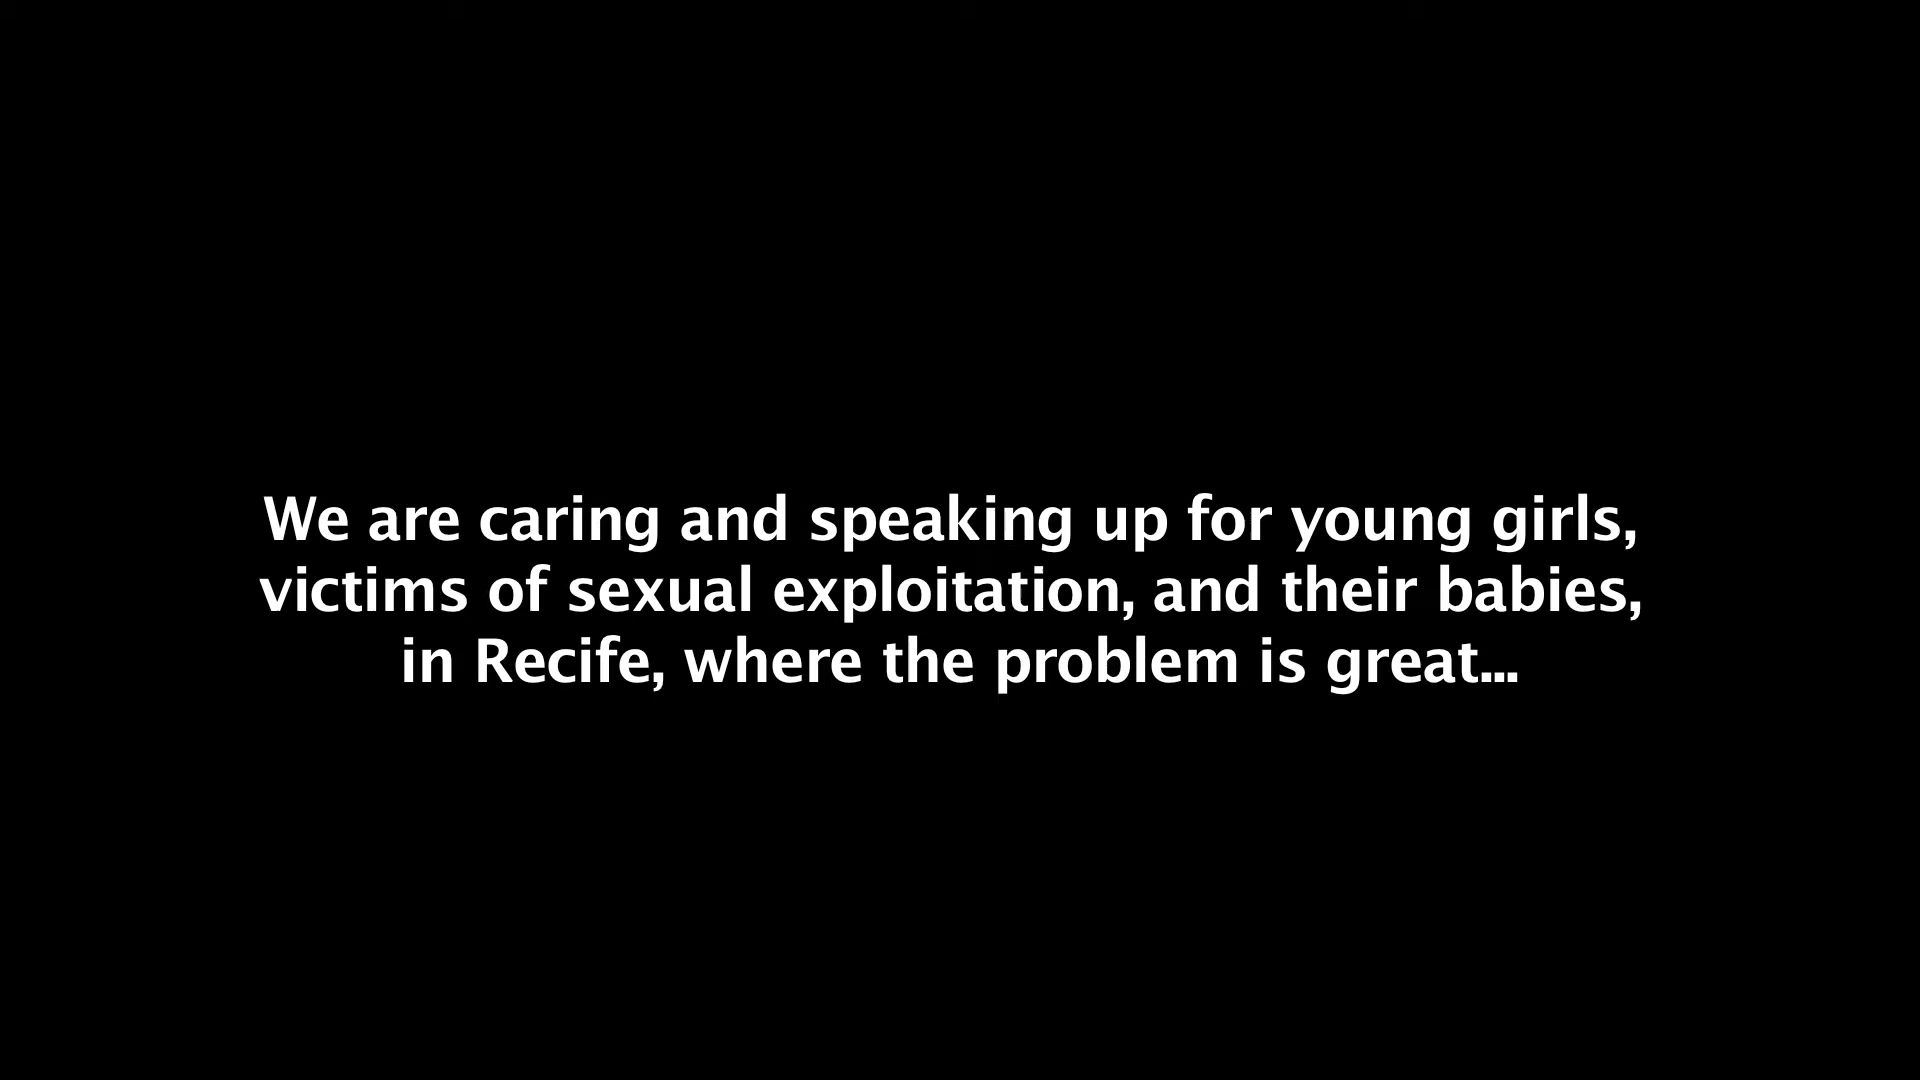 We are caring and speaking up for young girls,
victims of sexual exploitation, and their babies,
in Recife, where the problem is great...